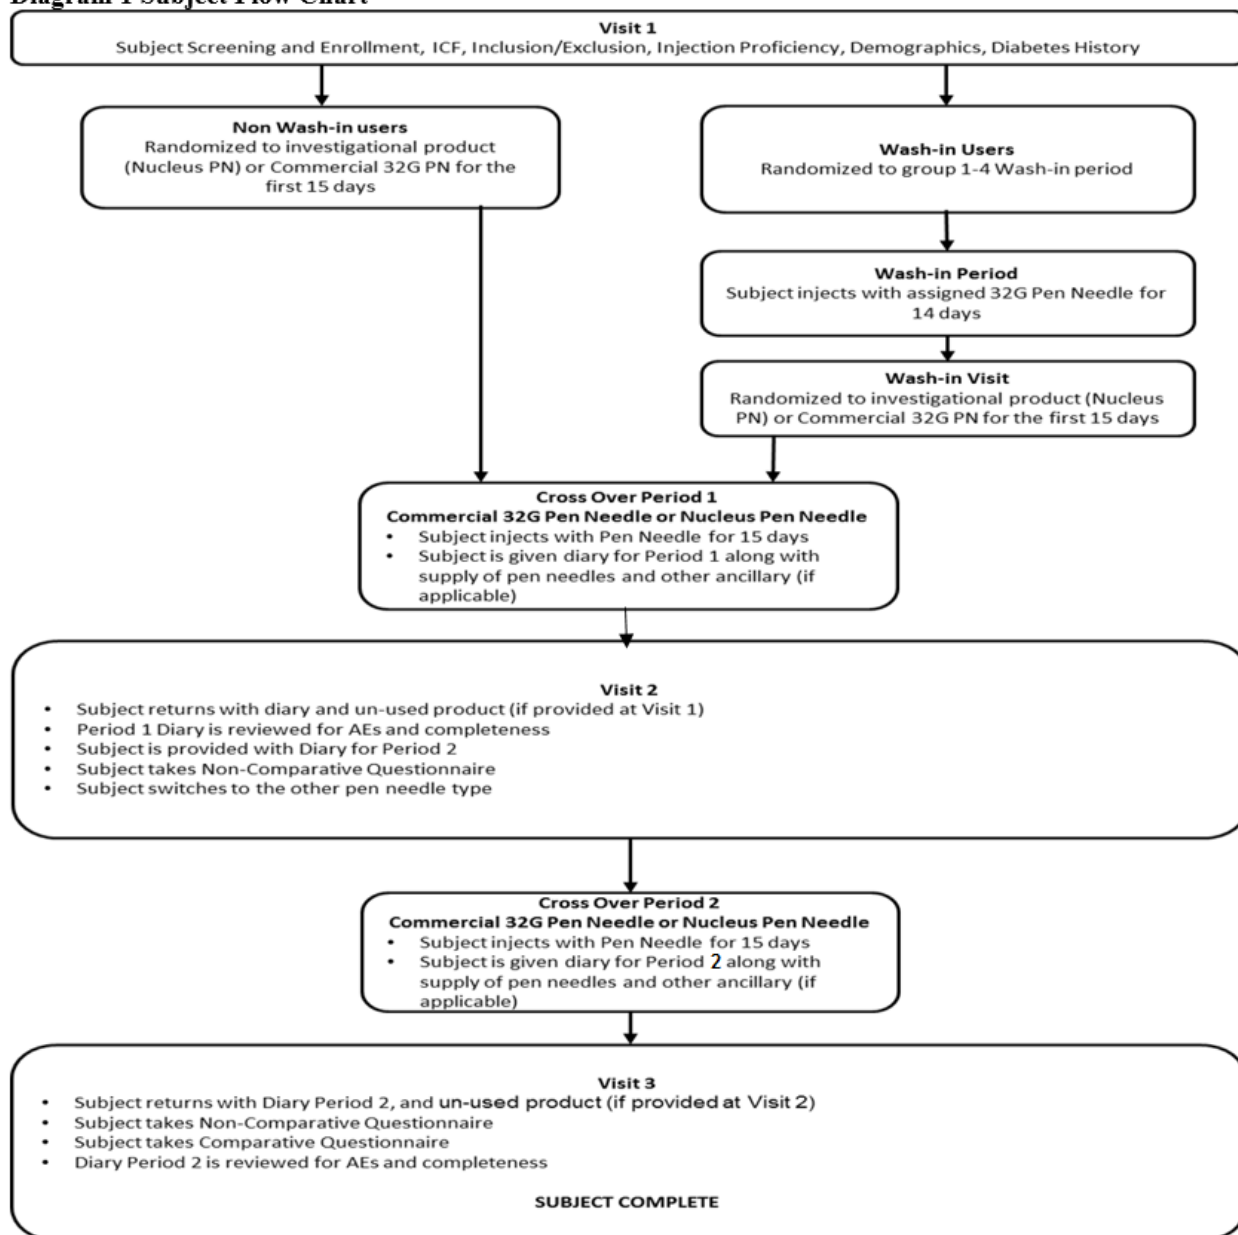 Diagram 1 Subject Flow Chart
Visit 1
Subject Screening and Enrollment, ICF, Inclusion/Exclusion, Injection Proficiency, Demographics, Diabetes History
Non Wash-in users
Randomized to investigational product
(Nucleus PN) or Commercial 32G PN for the
first 15 days
Wash-in Users
Randomized to group 1-4 Wash-in period
Wash-in Period
Subject injects with assigned 32G Pen Needle for
14 days
Wash-in Visit
Randomized to investigational product (Nucleus
PN) or Commercial 32G PN for the first 15 days
Cross Over Period 1
Commercial 32G Pen Needle or Nucleus Pen Needle
• Subject injects with Pen Needle for 15 days
• Subject is given diary for Period 1 along with
supply of pen needles and other ancillary (if
applicable)
Visit 2
• Subject returns with diary and un-used product (if provided at Visit 1)
• Period 1 Diary is reviewed for AEs and completeness
• Subject is provided with Diary for Period 2
• Subject takes Non-Comparative Questionnaire
• Subject switches to the other pen needle type
Cross Over Period 2
Commercial 32G Pen Needle or Nucleus Pen Needle
• Subject injects with Pen Needle for 15 days
• Subject is given diary for Period 2 along with
supply of pen needles and other ancillary (if
applicable)
Visit 3
• Subject returns with Diary Period 2, and un-used product (if provided at Visit 2)
• Subject takes Non-Comparative Questionnaire
• Subject takes Comparative Questionnaire
• Diary Period 2 is reviewed for AEs and completeness
SUBJECT COMPLETE